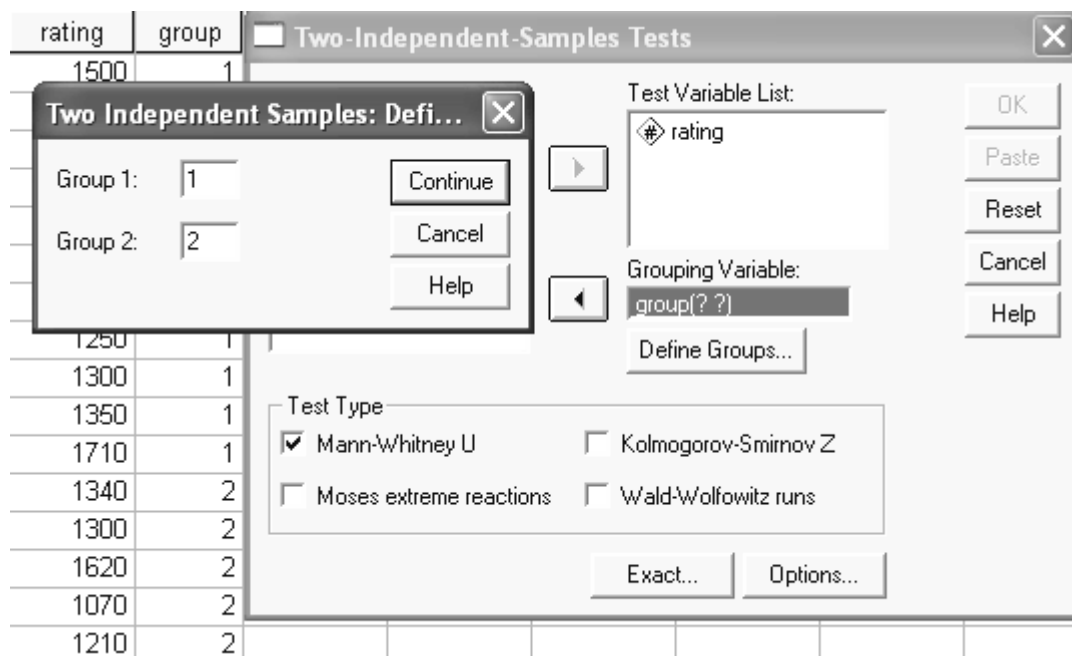 rating group
1500 1
1250 1
1300 1
1350 1
1710 1
1340 2
1300 2
1620 2
1070 2
1210 2
Two Independent Samples: Defi...
Group 1: 1
Group 2: 2
Continue
Cancel
Help
Two-Independent-Samples Tests
Test Variable List:
rating
Grouping Variable:
group(? ?)
Define Groups...
OK
Paste
Reset
Cancel
Help
Test Type
Mann-Whitney U
Kolmogorov-Smirnov Z
Moses extreme reactions
Wald-Wolfowitz runs
Exact...
Options...